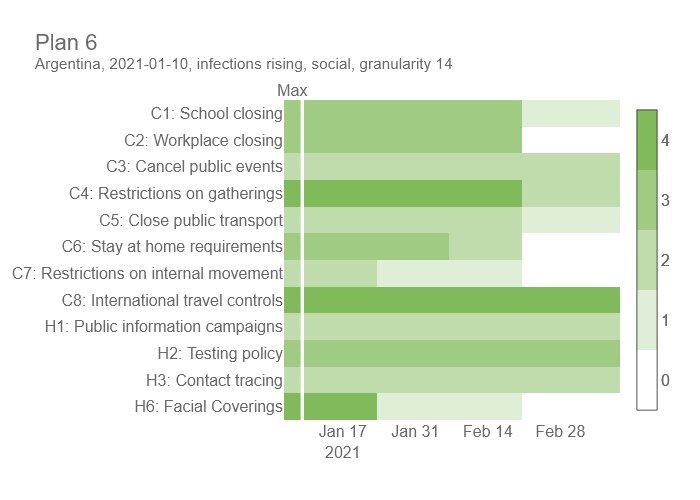 Plan 6
Argentina, 2021-01-10, infections rising, social, granularity 14
Max
C1: School closing
C2: Workplace closing
C3: Cancel public events
C4: Restrictions on gatherings
C5: Close public transport
C6: Stay at home requirements
C7: Restrictions on internal movement
C8: International travel controls
H1: Public information campaigns
H2: Testing policy
H3: Contact tracing
H6: Facial Coverings
Jan 17 Jan 31 Feb 14 Feb 28
2021
4
3
2
1
0